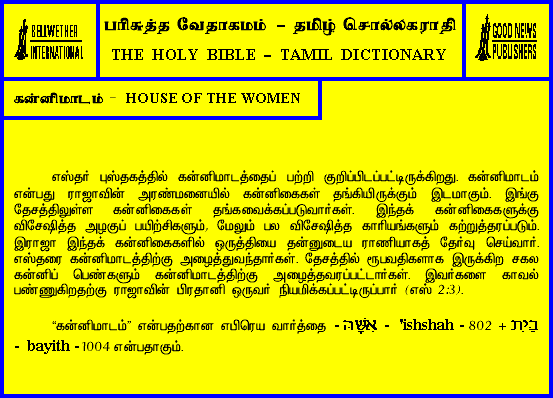 BELLWETHER
INTERNATIONAL
பரிசுத்த வேதாகமம் – தமிழ் சொல்லகராதி
THE HOLY BIBLE – TAMIL DICTIONARY
GOOD NEWS
PUBLISHERS
கன்னிமாடம் – HOUSE OF THE WOMEN
எஸ்தர் புஸ்தகத்தில் கன்னிமாடத்தைப் பற்றி குறிப்பிடப்பட்டிருக்கிறது. கன்னிமாடம்
என்பது ராஜாவின் அரண்மனையில் கன்னிகைகள் தங்கியிருக்கும் இடமாகும். இங்கு
தேசத்திலுள்ள கன்னிகைகள் தங்கவைக்கப்படுவார்கள். இந்தக் கன்னிகைகளுக்கு
விசேஷித்த அழகுப் பயிற்சிகளும், மேலும் பல விசேஷித்த காரியங்களும் கற்றுத்தரப்படும்.
இராஜா இந்தக் கன்னிகைகளில் ஒருத்தியை தன்னுடைய ராணியாகத் தேர்வு செய்வார்.
எஸ்தரை கன்னிமாடத்திற்கு அழைத்துவந்தார்கள். தேசத்தில் ரூபவதிகளாக இருக்கிற சகல
கன்னிப் பெண்களும் கன்னிமாடத்திற்கு அழைத்தவரப்பட்டார்கள். இவர்களை காவல்
பண்ணுகிறதற்கு ராஜாவின் பிரதானி ஒருவர் நியமிக்கப்பட்டிருப்பார் (எஸ் 2:3).
“கன்னிமாடம்” என்பதற்கான எபிரெய வார்த்தை - אִשָּׁה - 'ishshah - 802 + בַּיִת
- bayith - 1004 என்பதாகும்.